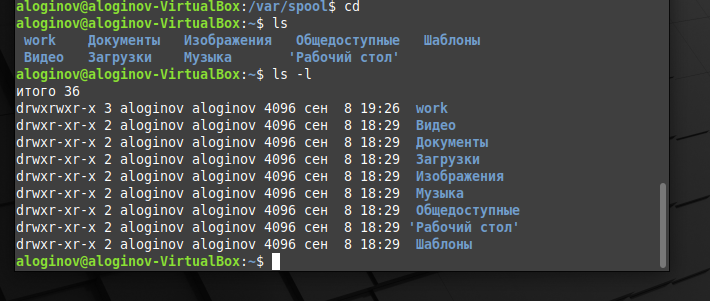 aloginov@aloginov-VirtualBox:/var/spool$ cd
aloginov@aloginov-VirtualBox:~$ ls
work Документы Изображения Общедоступные Шаблоны
Видео Загрузки Музыка 'Рабочий стол'
aloginov@aloginov-VirtualBox:~$ ls -l
итого 36
drwxrwxr-x 3 aloginov aloginov 4096 сен  8 19:26  work
drwxr-xr-x 2 aloginov aloginov 4096 сен  8 18:29  Видео
drwxr-xr-x 2 aloginov aloginov 4096 сен  8 18:29  Документы
drwxr-xr-x 2 aloginov aloginov 4096 сен  8 18:29  Загрузки
drwxr-xr-x 2 aloginov aloginov 4096 сен  8 18:29  Изображения
drwxr-xr-x 2 aloginov aloginov 4096 сен  8 18:29  Музыка
drwxr-xr-x 2 aloginov aloginov 4096 сен  8 18:29  Общедоступные
drwxr-xr-x 2 aloginov aloginov 4096 сен  8 18:29 'Рабочий стол'
drwxr-xr-x 2 aloginov aloginov 4096 сен  8 18:29  Шаблоны
aloginov@aloginov-VirtualBox:~$